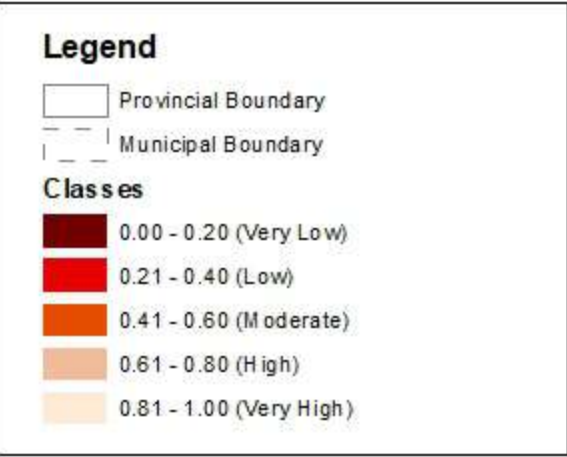 Legend
Provincial Boundary
Municipal Boundary
Classes
0.00 - 0.20 (Very Low)
0.21 - 0.40 (Low)
0.41 - 0.60 (Moderate)
0.61 - 0.80 (High)
0.81 - 1.00 (Very High)